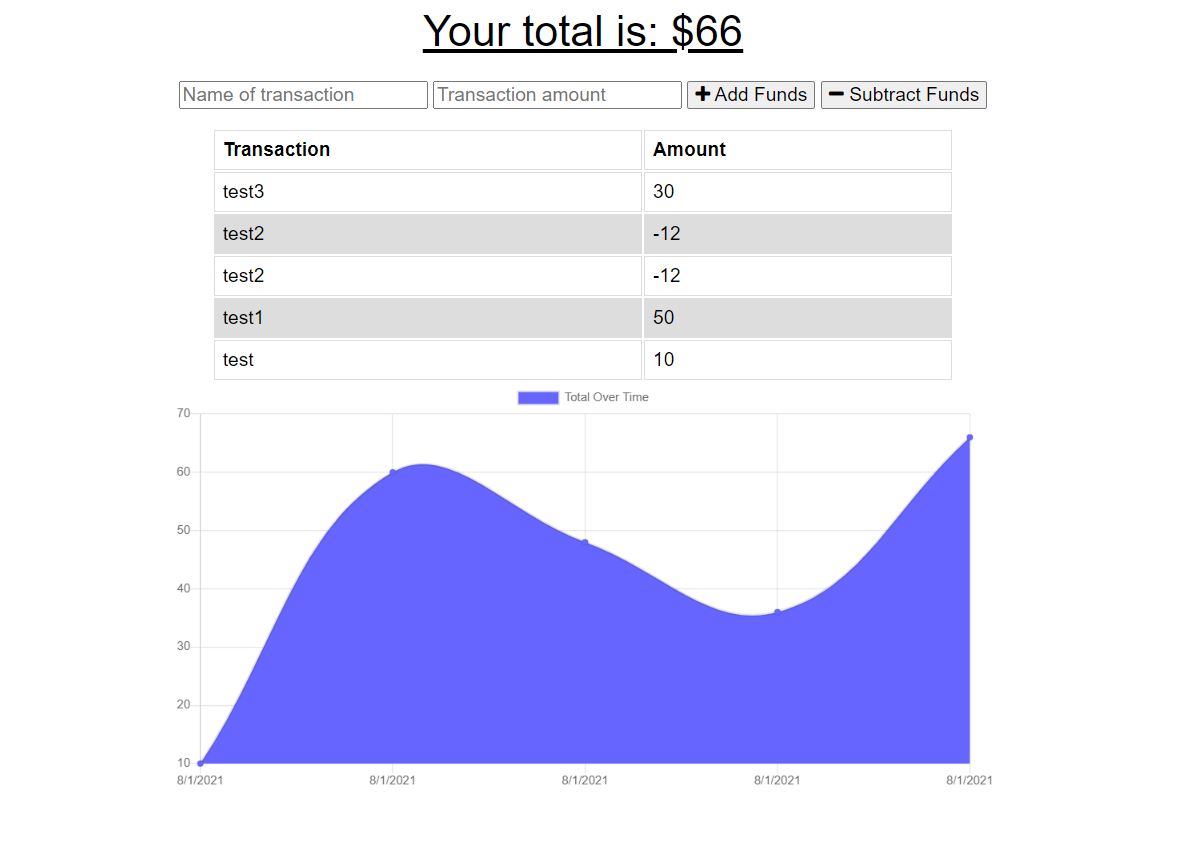 Your total is: $66
Name of transaction Transaction amount Add Funds Subtract Funds
Transaction Amount
test3 30
test2 -12
test2 -12
test1 50
test 10
Total Over Time
70
60
50
40
30
20
10
8/1/2021 8/1/2021 8/1/2021 8/1/2021 8/1/2021